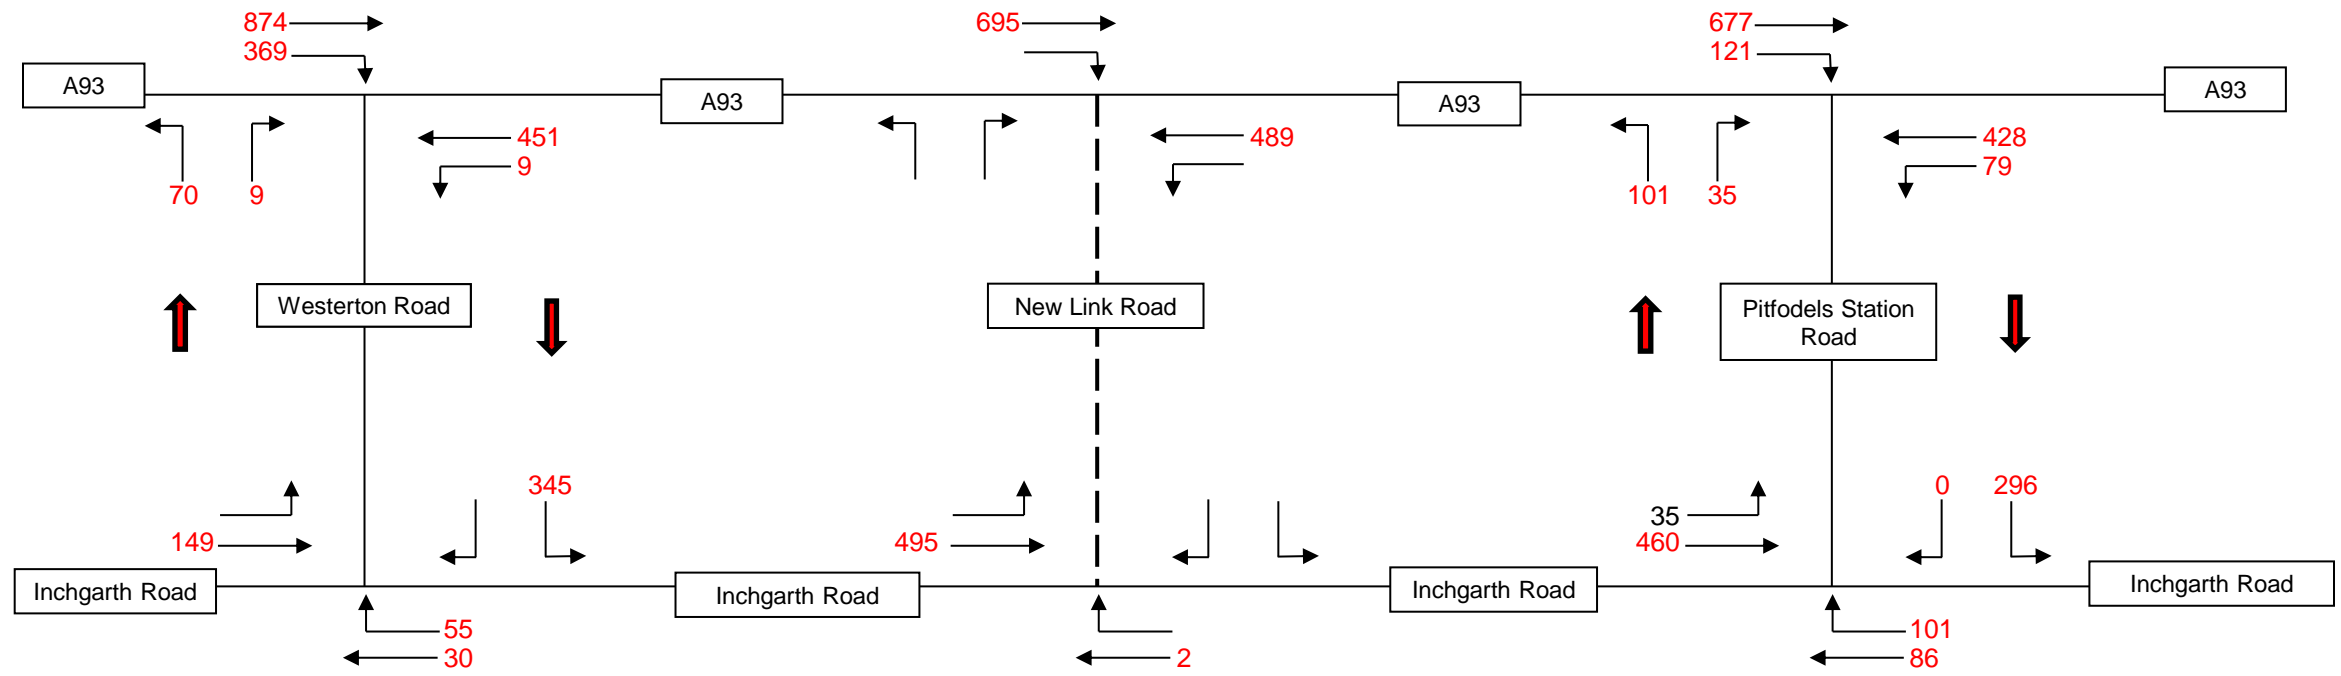 874
369
695
677
121
A93
A93
A93
A93
451
9
70
9
489
428
79
101
35
Westerton Road
New Link Road
Pitfodels Station
Road
345
149
495
35
460
0
296
Inchgarth Road
Inchgarth Road
Inchgarth Road
Inchgarth Road
55
30
2
101
86